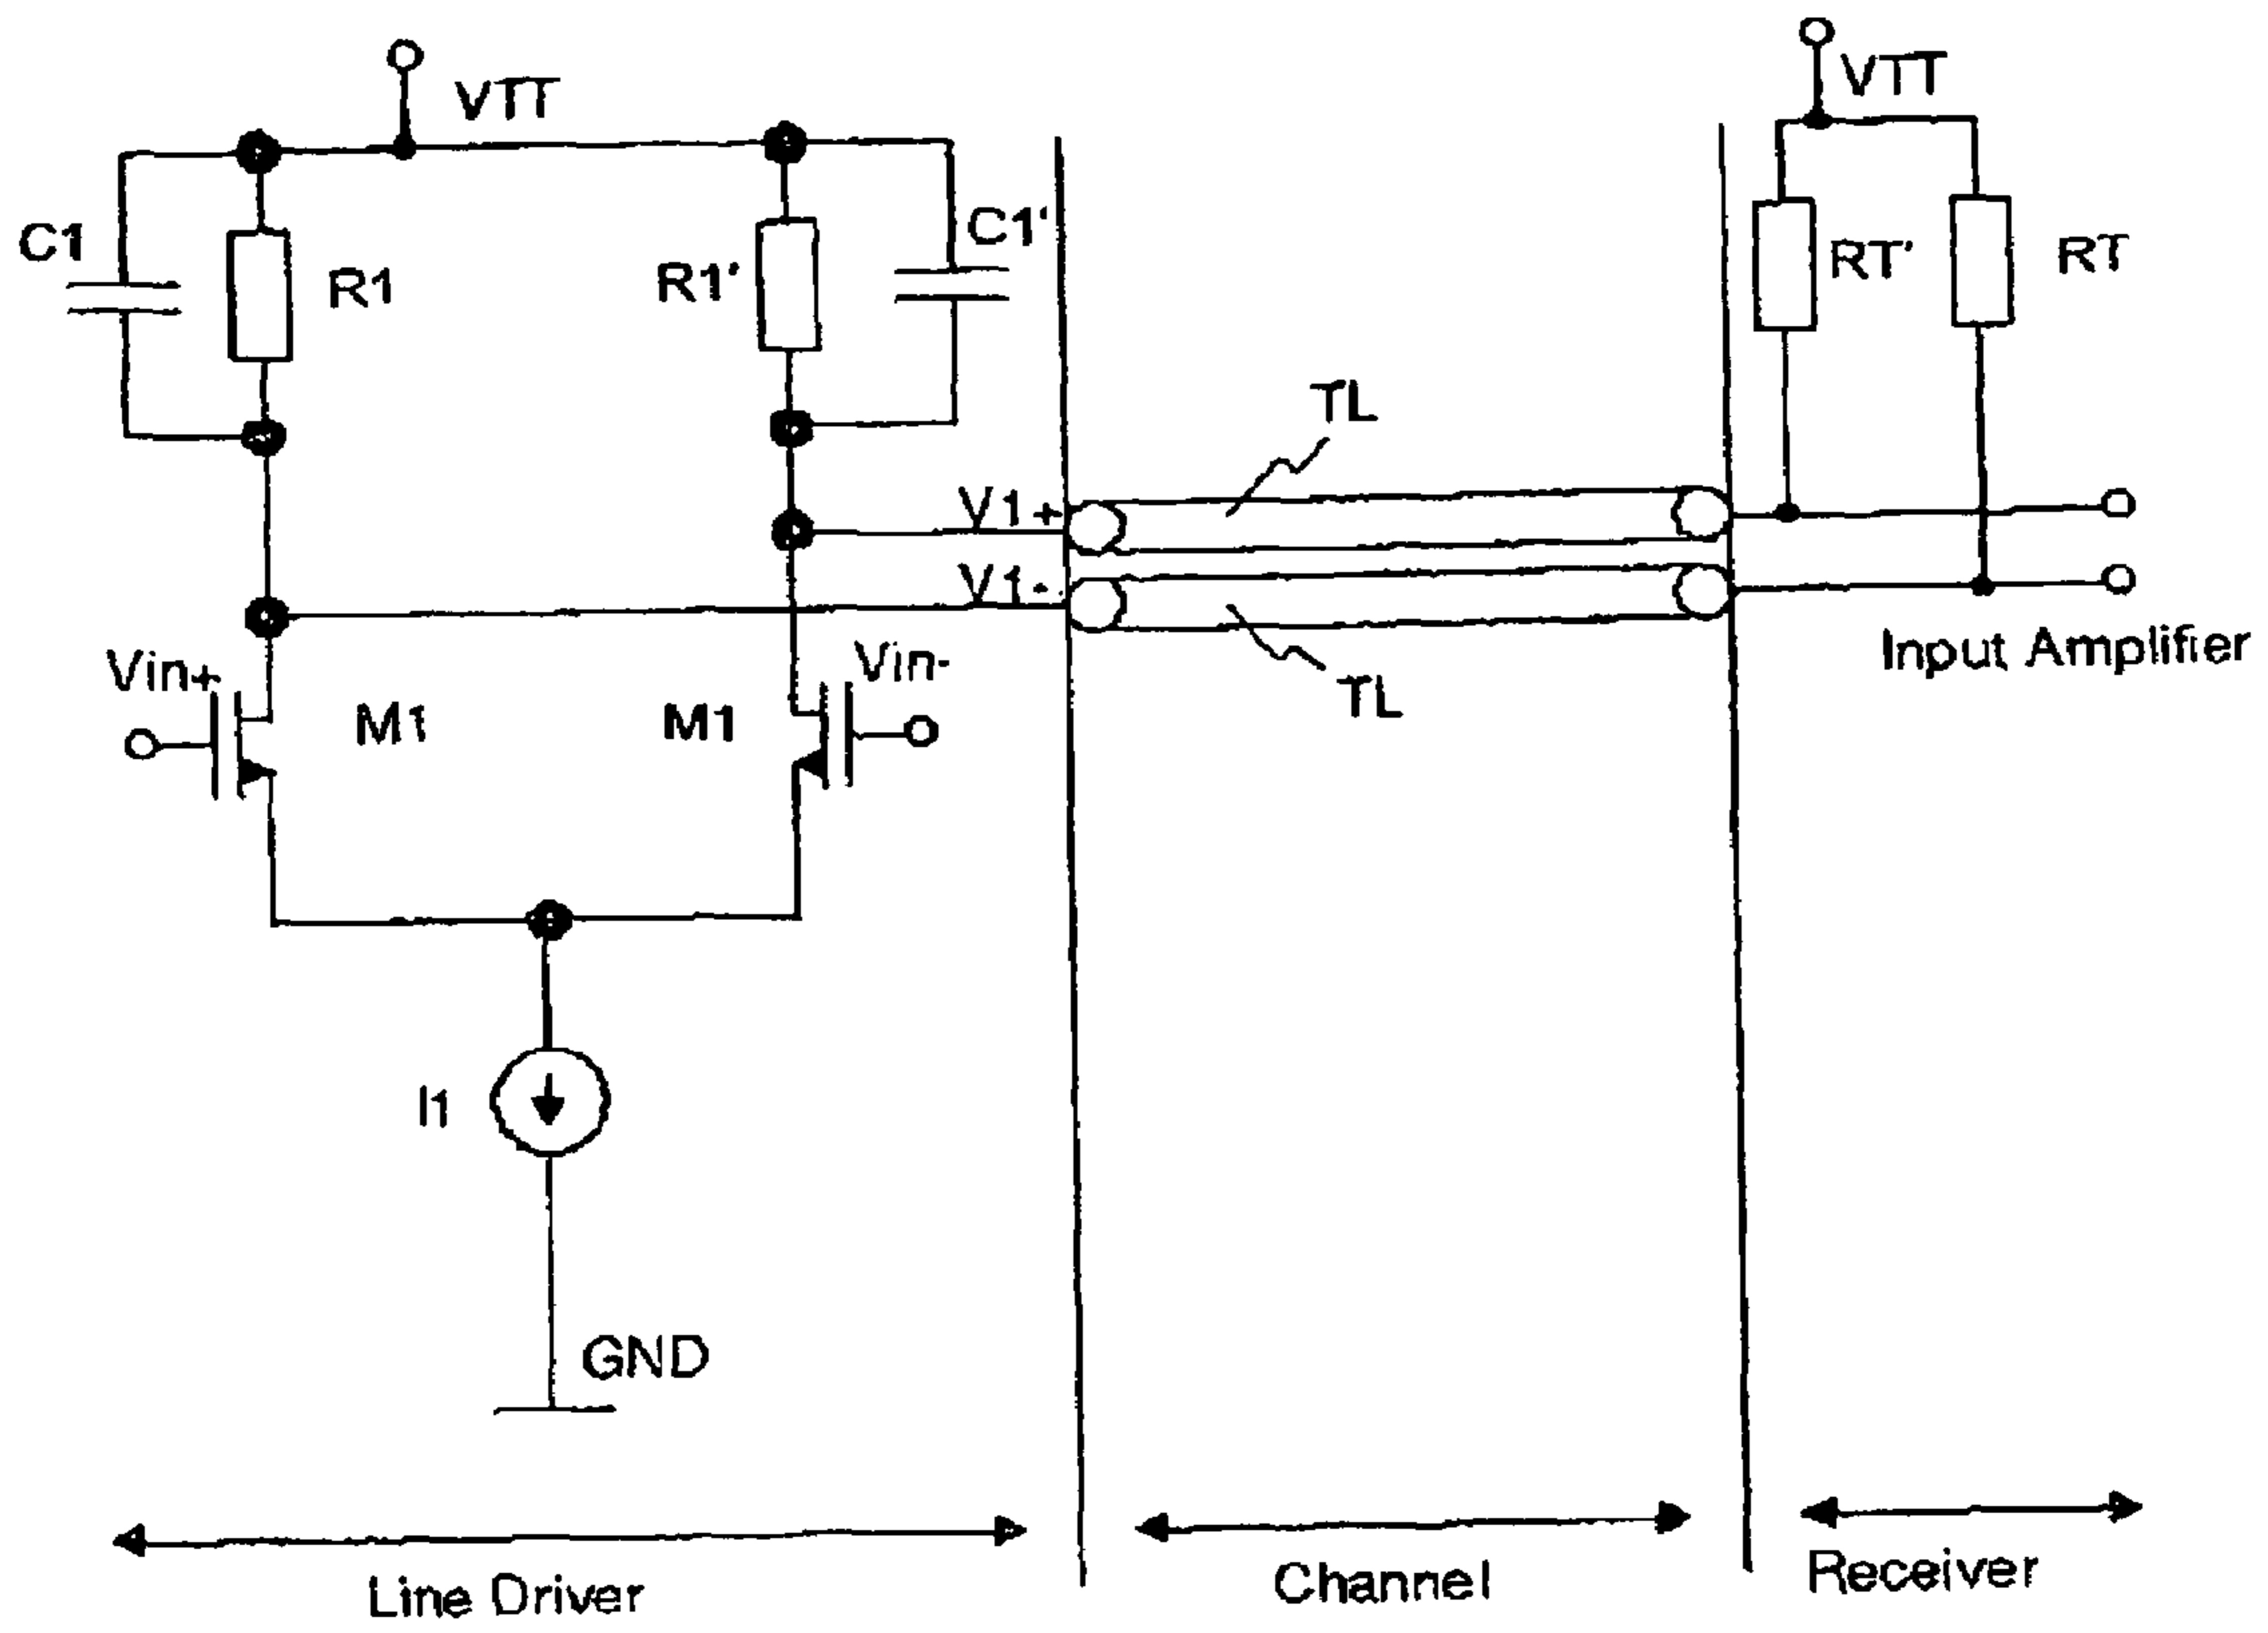 VTT
VTT
C1
R1
R1'
C1'
RT'
RT
TL
V1+
V1-
Vin+
M1
M1
Vin-
TL
Input Amplifier
I1
GND
Line Driver
Channel
Receiver